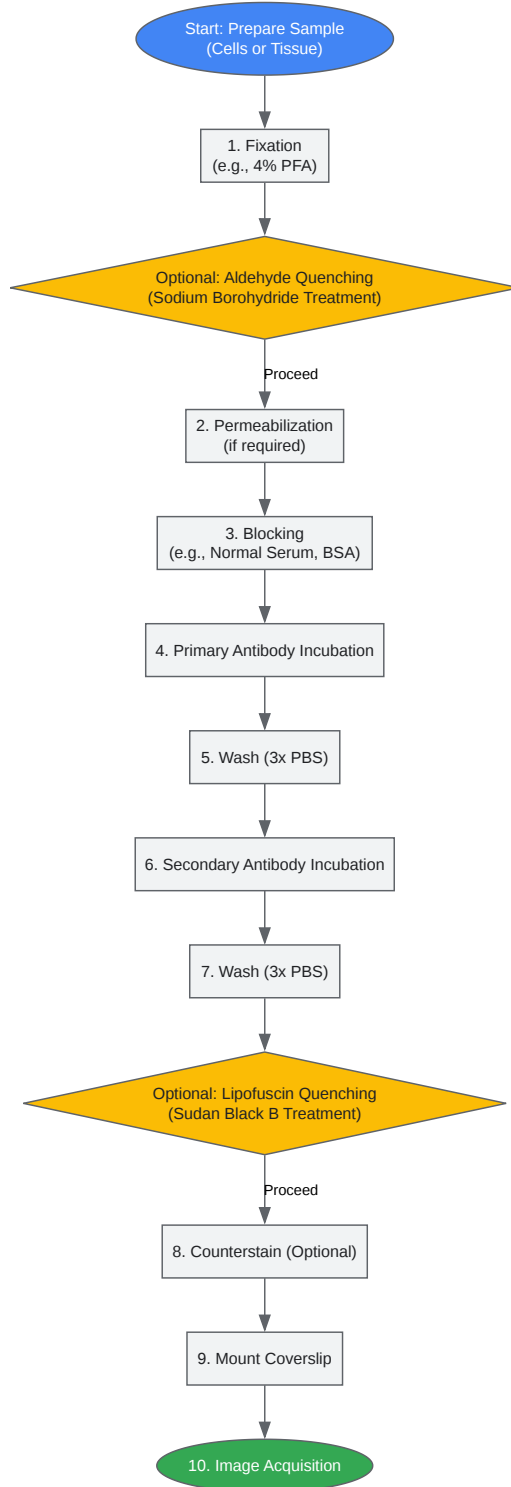 Start: Prepare Sample
(Cells or Tissue)
1. Fixation
(e.g., 4% PFA)
Optional: Aldehyde Quenching
(Sodium Borohydride Treatment)
Proceed
2. Permeabilization
(if required)
3. Blocking
(e.g., Normal Serum, BSA)
4. Primary Antibody Incubation
5. Wash (3x PBS)
6. Secondary Antibody Incubation
7. Wash (3x PBS)
Optional: Lipofuscin Quenching
(Sudan Black B Treatment)
Proceed
8. Counterstain (Optional)
9. Mount Coverslip
10. Image Acquisition